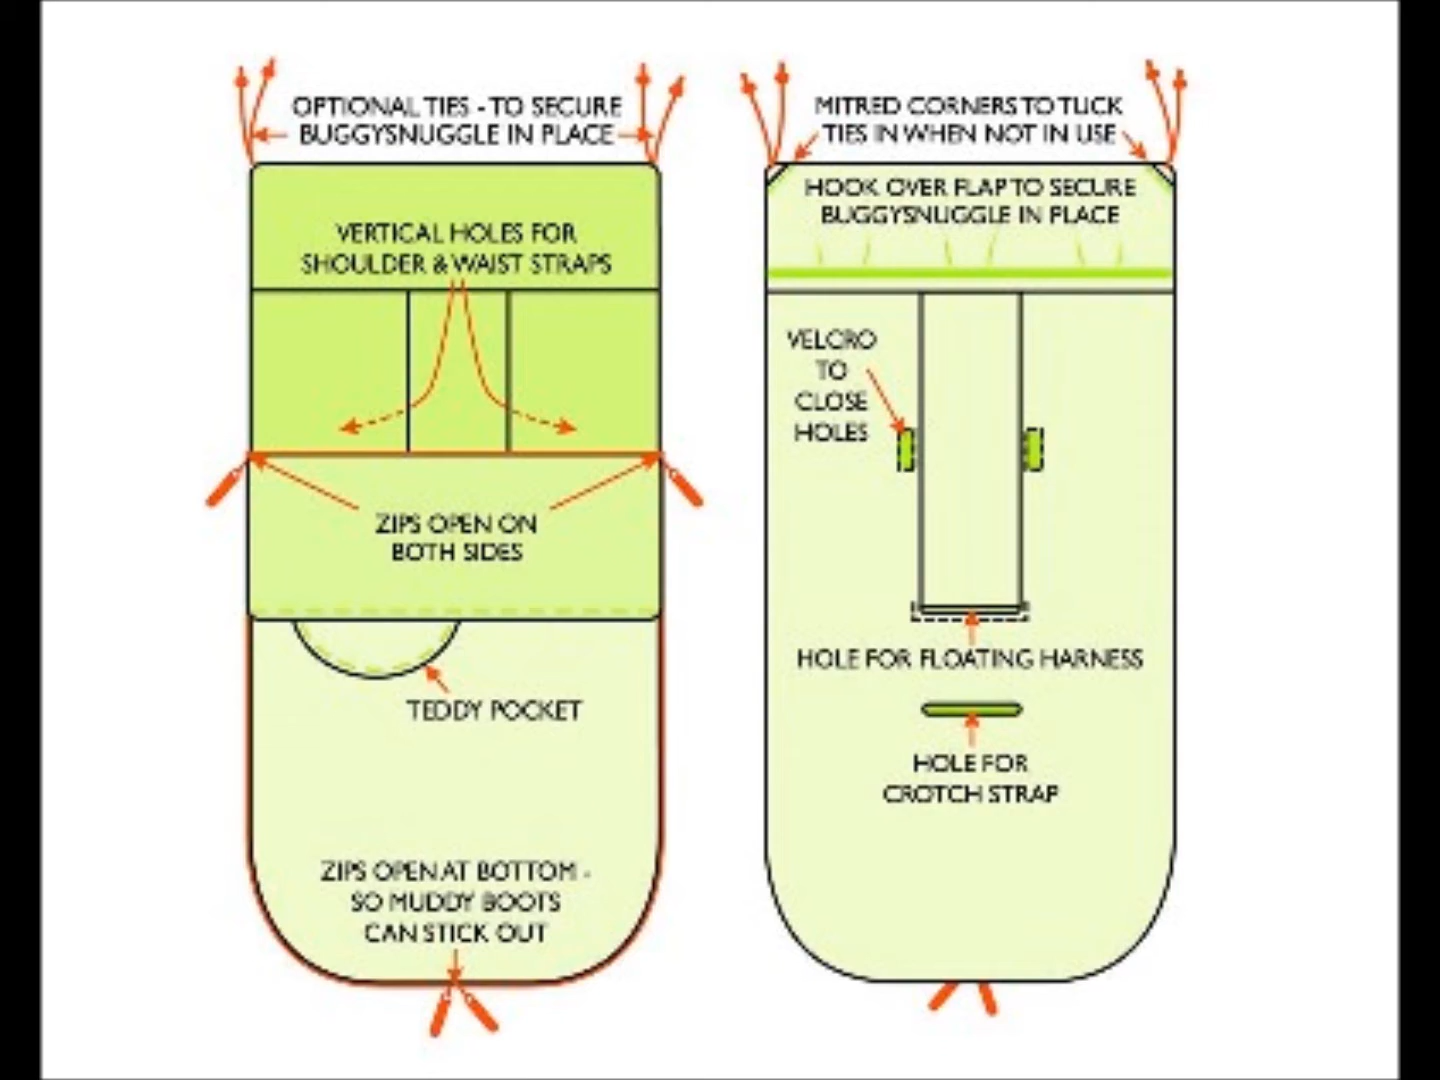 OPTIONAL TIES - TO SECURE
BUGGYSNUGGLE IN PLACE
VERTICAL HOLES FOR
SHOULDER & WAIST STRAPS
ZIPS OPEN ON
BOTH SIDES
TEDDY POCKET
ZIPS OPEN AT BOTTOM -
SO MUDDY BOOTS
CAN STICK OUT
MITRED CORNERS TO TUCK
TIES IN WHEN NOT IN USE
HOOK OVER FLAP TO SECURE
BUGGYSNUGGLE IN PLACE
VELCRO
TO
CLOSE
HOLES
HOLE FOR FLOATING HARNESS
HOLE FOR
CROTCH STRAP